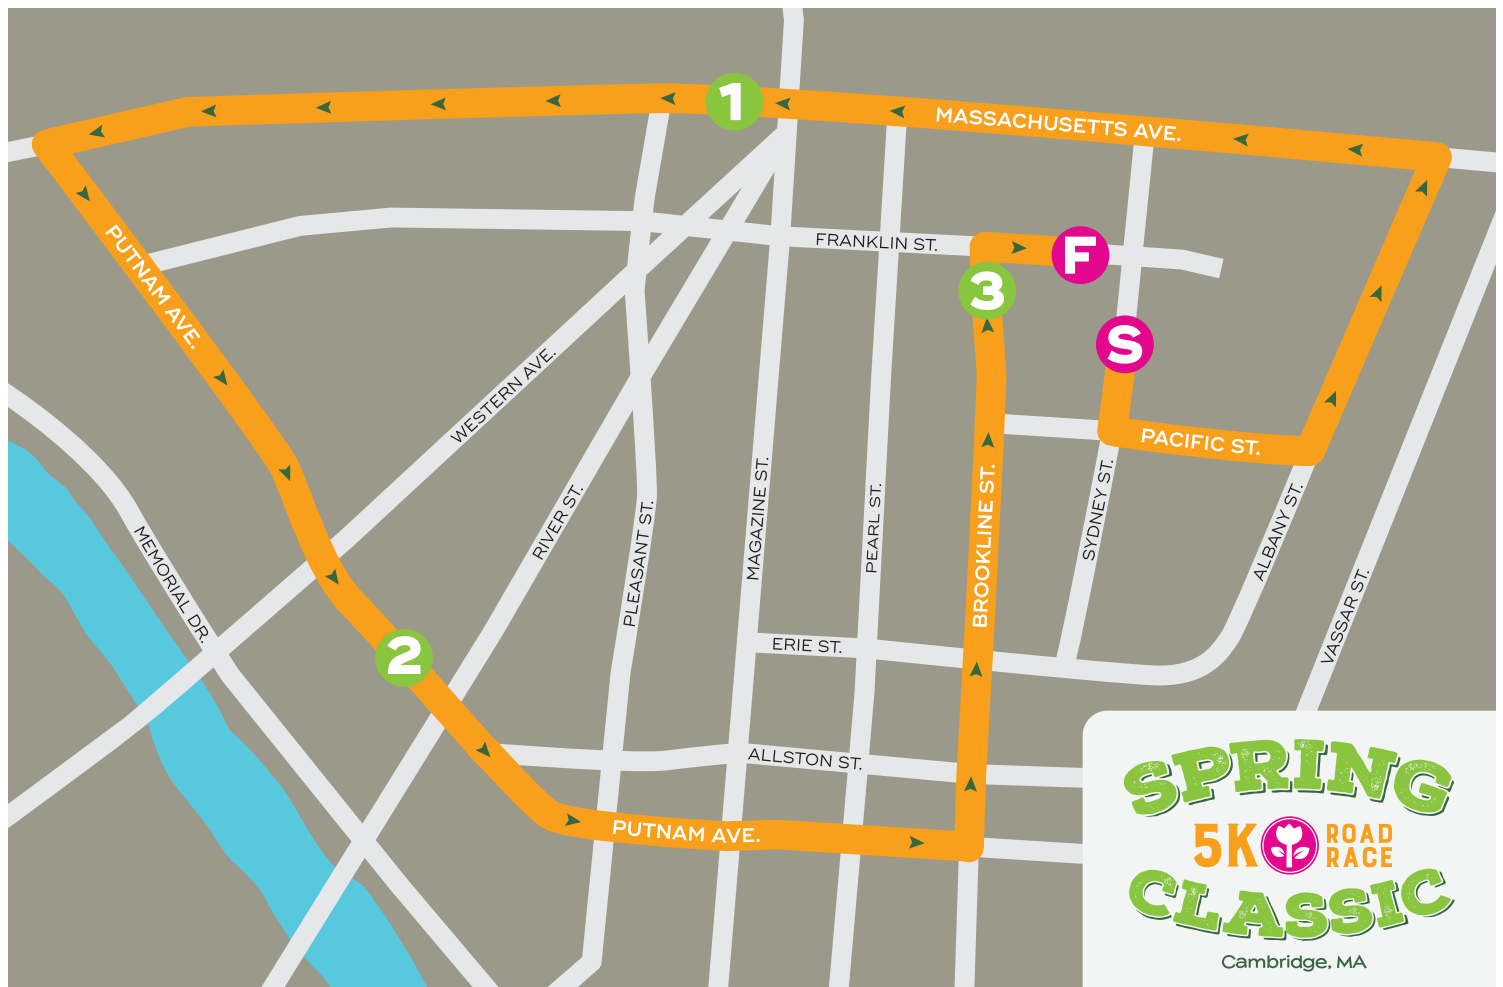 1
MASSACHUSETTS AVE.
PUTNAM AVE.
FRANKLIN ST.
F
3
S
WESTERN AVE.
PACIFIC ST.
MEMORIAL DR.
RIVER ST.
PLEASANT ST.
MAGAZINE ST.
PEARL ST.
BROOKLINE ST.
SYDNEY ST.
ALBANY ST.
VASSAR ST.
2
ERIE ST.
ALLSTON ST.
PUTNAM AVE.
SPRING
5K ROAD
RACE
CLASSIC
Cambridge, MA